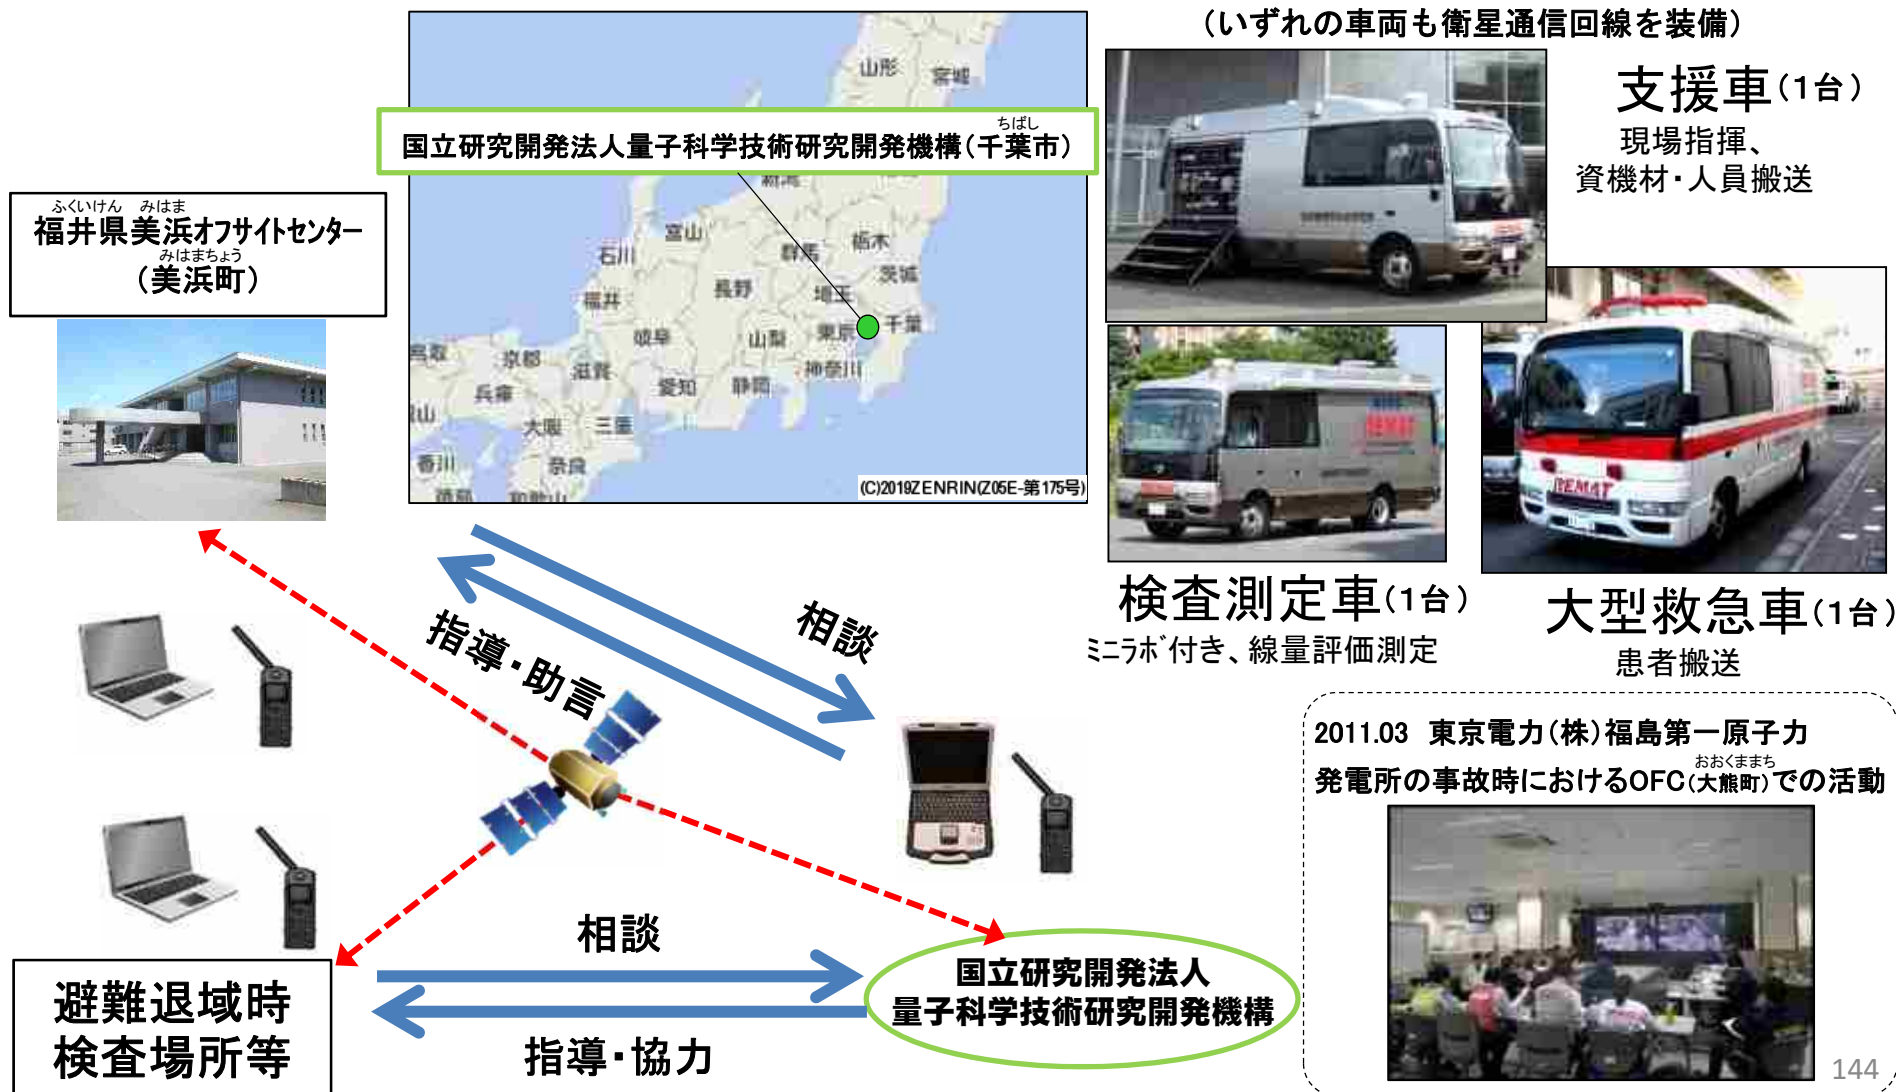 (いずれの車両も衛星通信回線を装備)
支援車(1台)
現場指揮、
資機材・人員搬送
山形
宮城
ちばし
国立研究開発法人量子科学技術研究開発機構(千葉市)
新潟
富山
石川
群馬
栃木
茨城
福井
長野
埼玉
岐阜
山梨
東京
千葉
鳥取
京都
滋賀
愛知
静岡
神奈川
兵庫
大阪
三重
香川
奈良
(C)2019ZENRIN(Z05E-第175号)
ふくいけん みはま
福井県美浜オフサイトセンター
みはまちょう
(美浜町)
REMAT
REMAT
検査測定車(1台)
ミニラボ付き、線量評価測定
大型救急車(1台)
患者搬送
相談
指導・助言
2011.03 東京電力(株)福島第一原子力
おおくままち
発電所の事故時におけるOFC(大熊町)での活動
相談
指導・協力
避難退域時
検査場所等
国立研究開発法人
量子科学技術研究開発機構
144